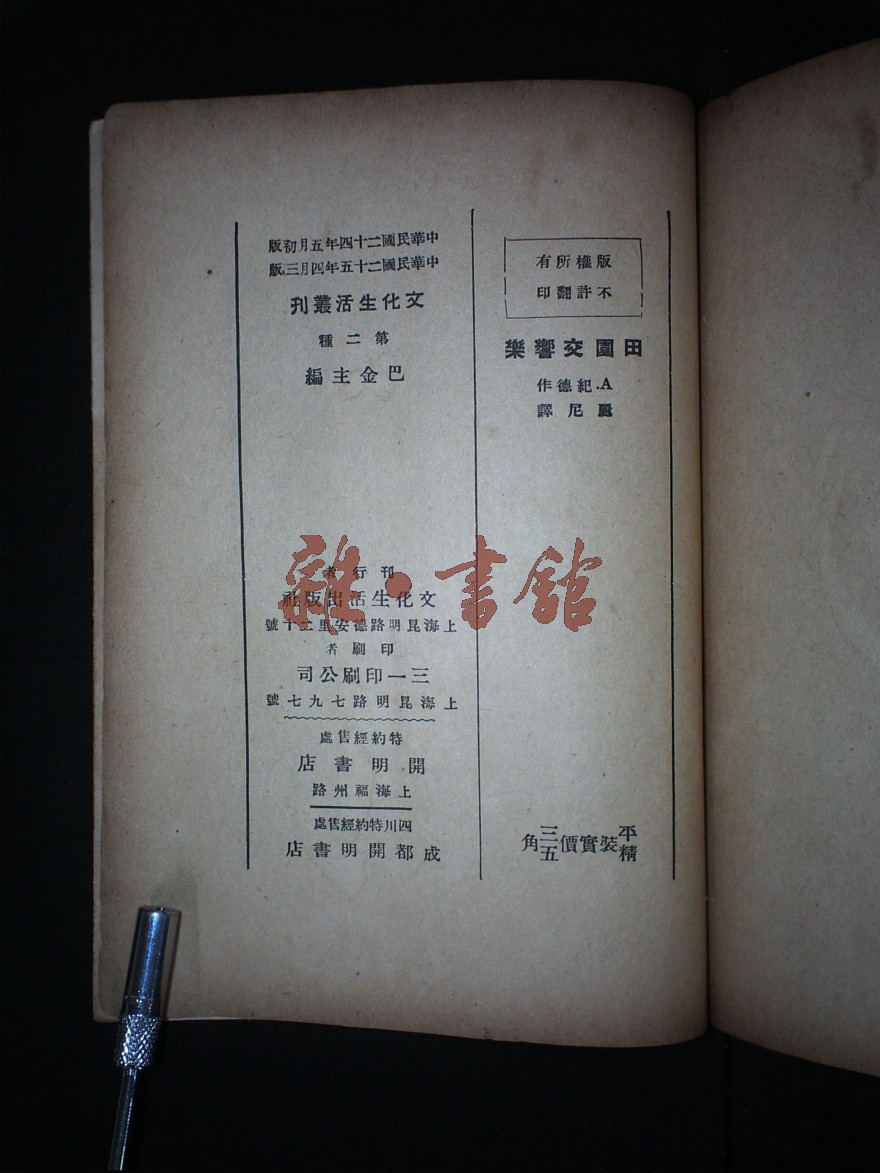 版權所有
不許翻印
田園交響樂
A.紀德作
麗尼譯
平精裝實價三三五角
中華民國二十四年五月初版
中華民國二十五年四月三版
文化生活叢刊
第二種
巴金主編
刊行者
文化生活出版社
上海昆明路德安里二十號
印刷者
三一印刷公司
上海昆明路七九七號
特約經售處
開明書店
上海福州路
四川特約經售處
成都開明書店
雜·書館